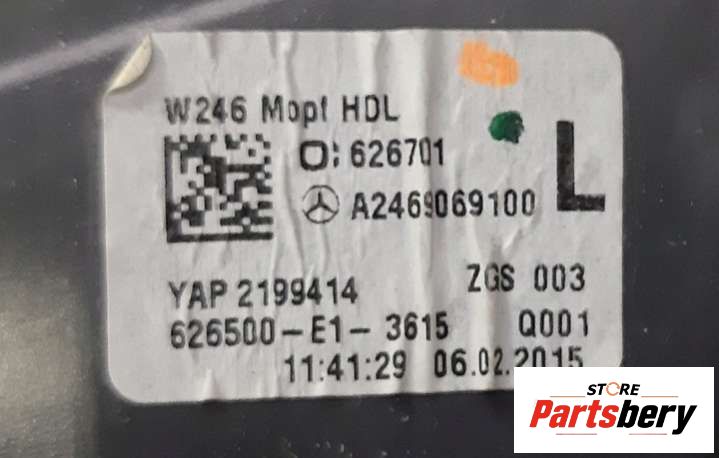 W246 Mopf HDL
O: 626701
A2469069100
L
YAP 2199414 ZGS 003
626500-E1-3615 Q001
11:41:29 06.02.2015
STORE
Partsbery